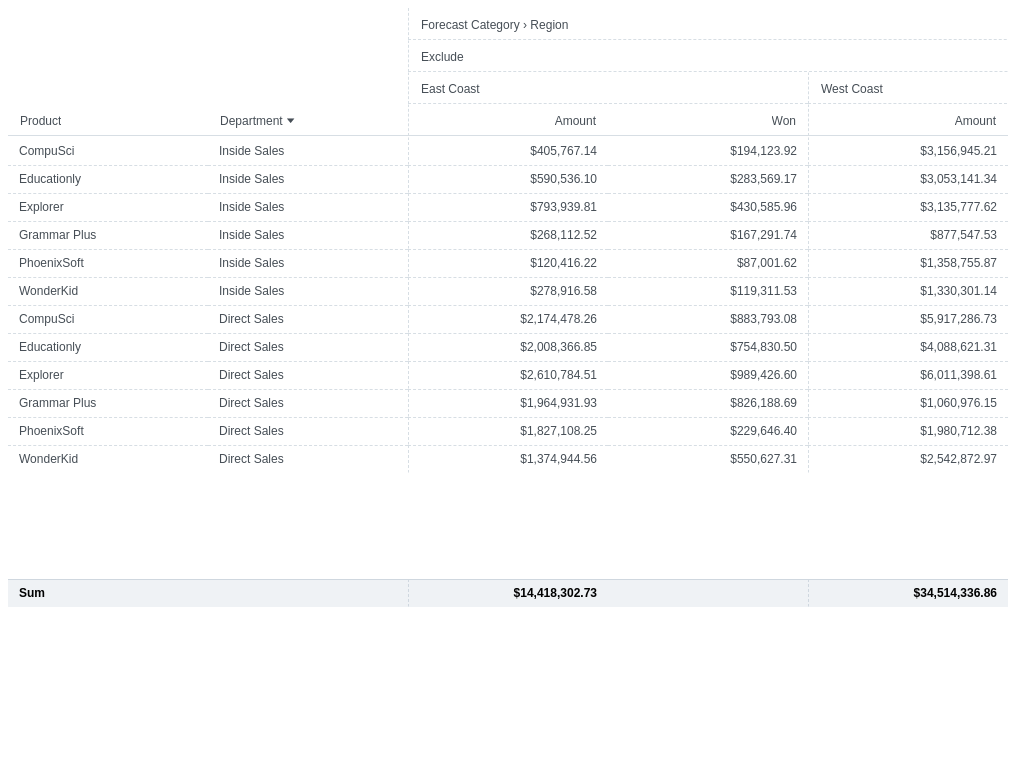 Forecast Category › Region
Exclude
East Coast West Coast
Product Department Amount Won Amount
CompuSci Inside Sales $405,767.14 $194,123.92 $3,156,945.21
Educationly Inside Sales $590,536.10 $283,569.17 $3,053,141.34
Explorer Inside Sales $793,939.81 $430,585.96 $3,135,777.62
Grammar Plus Inside Sales $268,112.52 $167,291.74 $877,547.53
PhoenixSoft Inside Sales $120,416.22 $87,001.62 $1,358,755.87
WonderKid Inside Sales $278,916.58 $119,311.53 $1,330,301.14
CompuSci Direct Sales $2,174,478.26 $883,793.08 $5,917,286.73
Educationly Direct Sales $2,008,366.85 $754,830.50 $4,088,621.31
Explorer Direct Sales $2,610,784.51 $989,426.60 $6,011,398.61
Grammar Plus Direct Sales $1,964,931.93 $826,188.69 $1,060,976.15
PhoenixSoft Direct Sales $1,827,108.25 $229,646.40 $1,980,712.38
WonderKid Direct Sales $1,374,944.56 $550,627.31 $2,542,872.97
Sum $14,418,302.73 $34,514,336.86